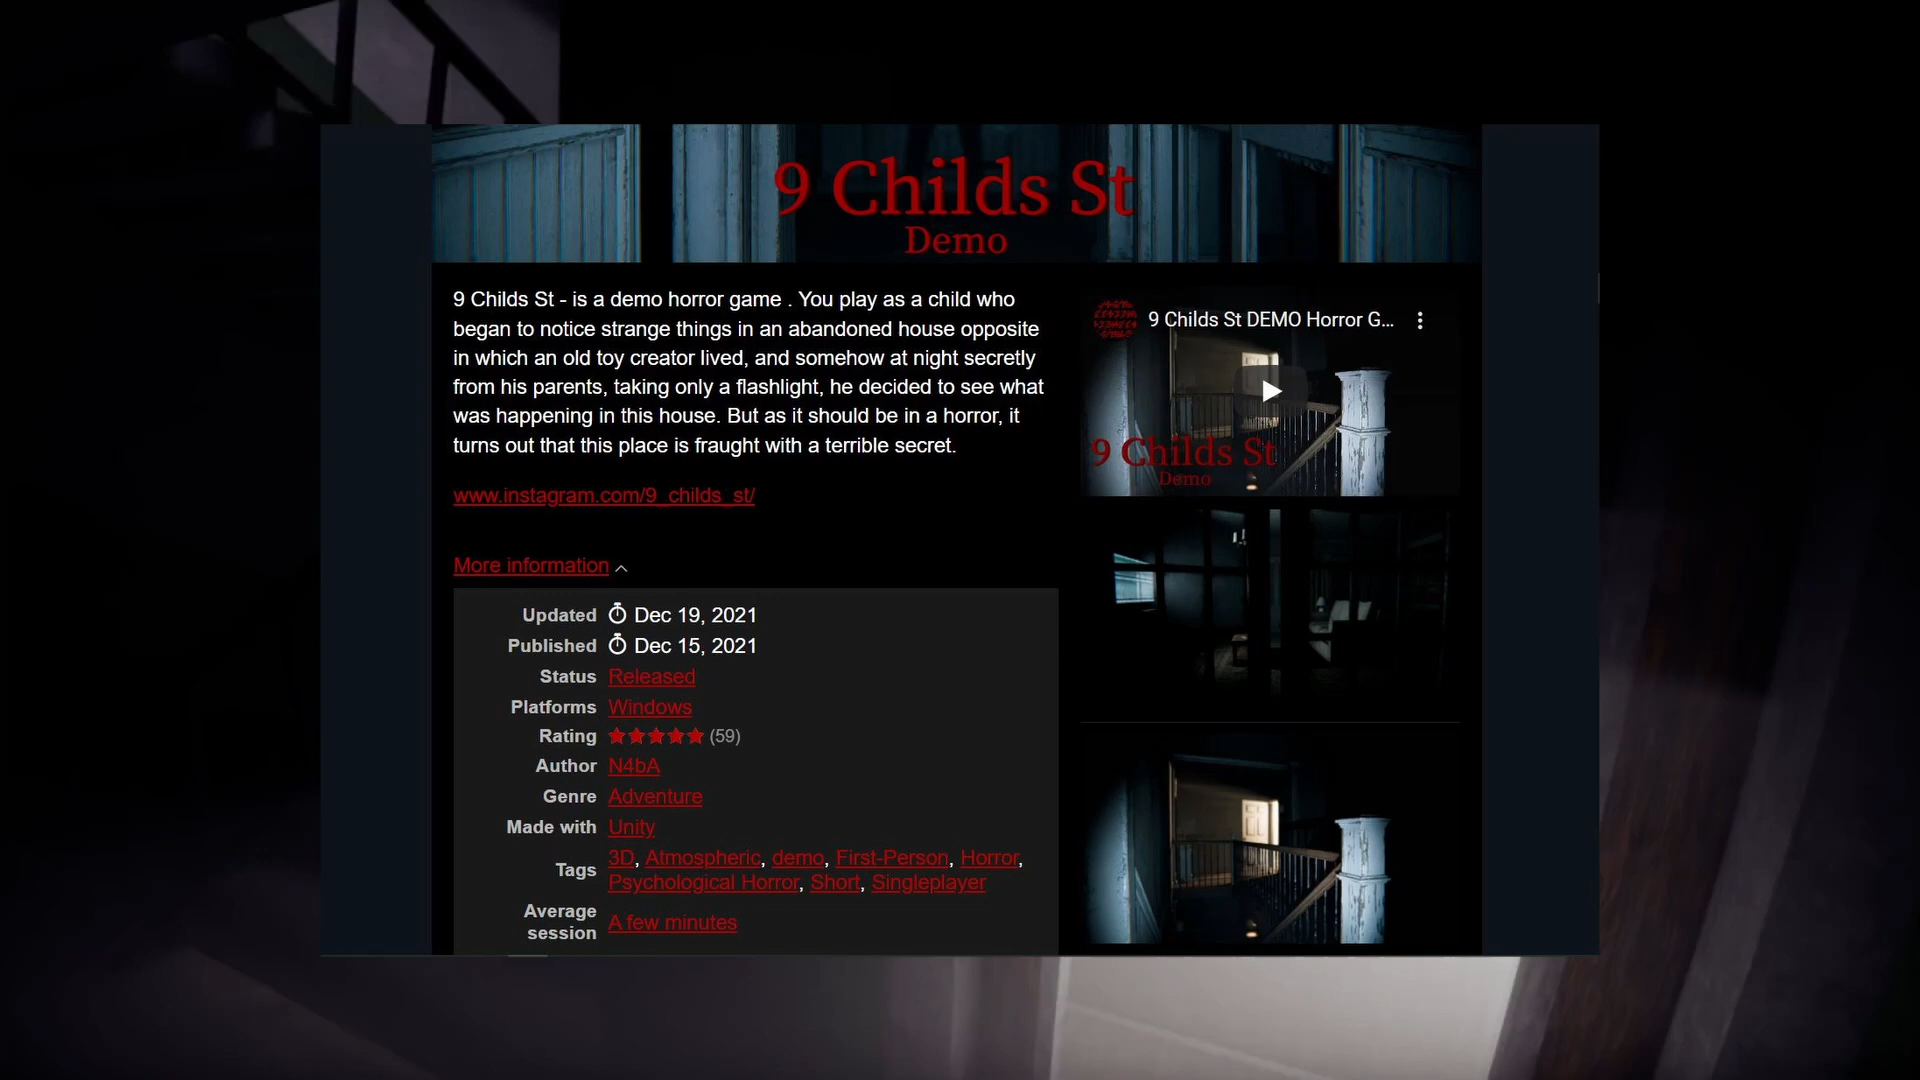 9 Childs St
Demo
9 Childs St - is a demo horror game . You play as a child who
began to notice strange things in an abandoned house opposite
in which an old toy creator lived, and somehow at night secretly
from his parents, taking only a flashlight, he decided to see what
was happening in this house. But as it should be in a horror, it
turns out that this place is fraught with a terrible secret.
www.instagram.com/9_childs_st/
More information
Updated Dec 19, 2021
Published Dec 15, 2021
Status Released
Platforms Windows
Rating (59)
Author N4bA
Genre Adventure
Made with Unity
Tags 3D, Atmospheric, demo, First-Person, Horror,
Psychological Horror, Short, Singleplayer
Average
session A few minutes
9 Childs St DEMO Horror G...
9 Childs St
Demo